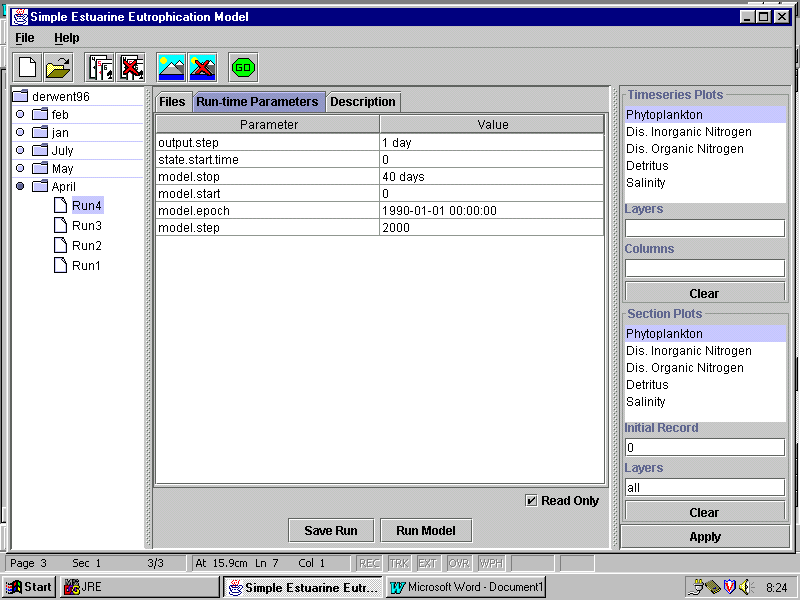 Simple Estuarine Eutrophication Model
File Help
GO
derwent96
feb
jan
July
May
April
Run4
Run3
Run2
Run1
Files Run-time Parameters Description
Parameter Value
output.step 1 day
state.start.time 0
model.stop 40 days
model.start 0
model.epoch 1990-01-01 00:00:00
model.step 2000
Read Only
Save Run Run Model
Timeseries Plots
Phytoplankton
Dis. Inorganic Nitrogen
Dis. Organic Nitrogen
Detritus
Salinity
Layers
Columns
Clear
Section Plots
Phytoplankton
Dis. Inorganic Nitrogen
Dis. Organic Nitrogen
Detritus
Salinity
Initial Record
0
Layers
all
Clear
Apply
Page 3 Sec 1 3/3 At 15.9cm Ln 7 Col 1 REC TRK EXT OVR WPH
Start JRE Simple Estuarine Eutr... Microsoft Word - Document1 8:24